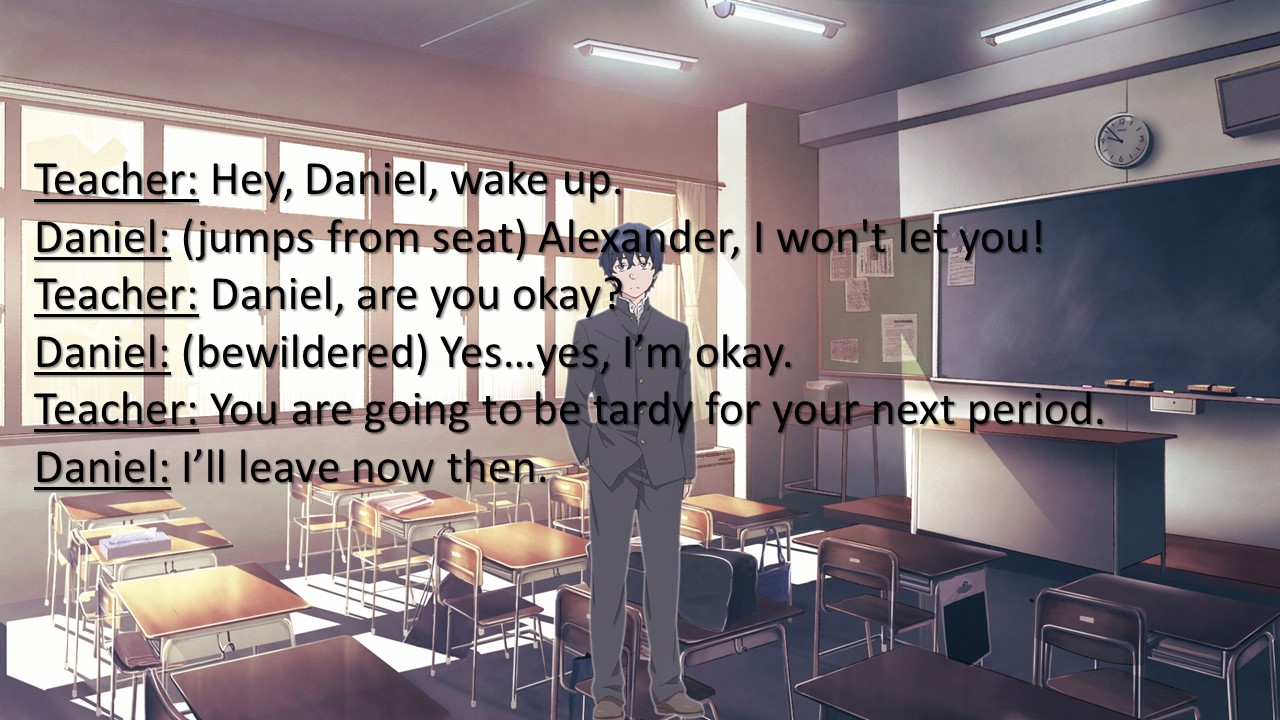 Teacher: Hey, Daniel, wake up.
Daniel: (jumps from seat) Alexander, I won't let you!
Teacher: Daniel, are you okay?
Daniel: (bewildered) Yes…yes, I’m okay.
Teacher: You are going to be tardy for your next period.
Daniel: I’ll leave now then.